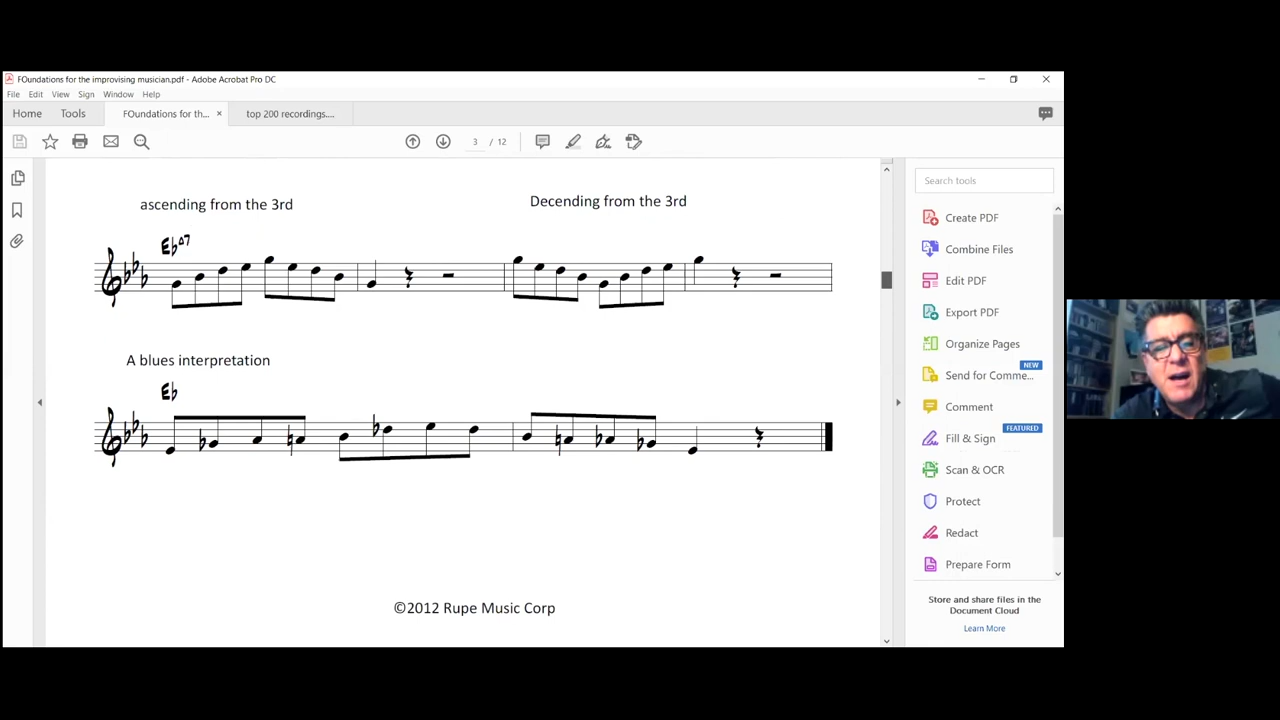 FOundations for the improvising musician.pdf - Adobe Acrobat Pro DC
File Edit View Sign Window Help
Home Tools FOundations for th... × top 200 recordings....
3 / 12
Search tools
Create PDF
Combine Files
Edit PDF
Export PDF
Organize Pages
NEW
Send for Comme...
Comment
FEATURED
Fill & Sign
Scan & OCR
Protect
Redact
Prepare Form
Store and share files in the
Document Cloud
Learn More
ascending from the 3rd
Decending from the 3rd
E♭Δ7
A blues interpretation
E♭
©2012 Rupe Music Corp